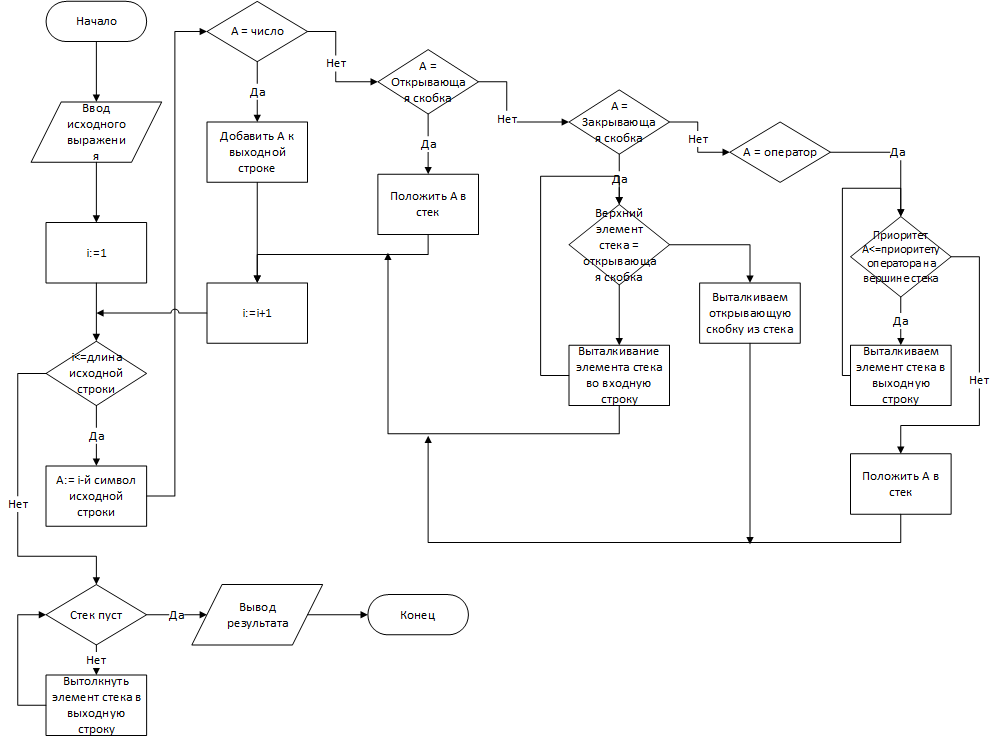 Начало
Ввод
исходного
выражени
я
i:=1
i<=длина
исходной
строки
Да
Нет
A:= i-й символ
исходной
строки
А = число
Да
Нет
Добавить А к
выходной
строке
i:=i+1
А =
Открывающа
я скобка
Да
Нет
Положить А в
стек
А =
Закрывающа
я скобка
Да
Нет
Верхний
элемент
стека =
открывающа
я скобка
Выталкивание
элемента стека
во входную
строку
Выталкиваем
открывающую
скобку из стека
А = оператор
Да
Приоритет
А<=приоритету
оператора на
вершине стека
Да
Нет
Выталкиваем
элемент стека в
выходную
строку
Положить А в
стек
Стек пуст
Да
Нет
Вытолкнуть
элемент стека в
выходную
строку
Вывод
результата
Конец